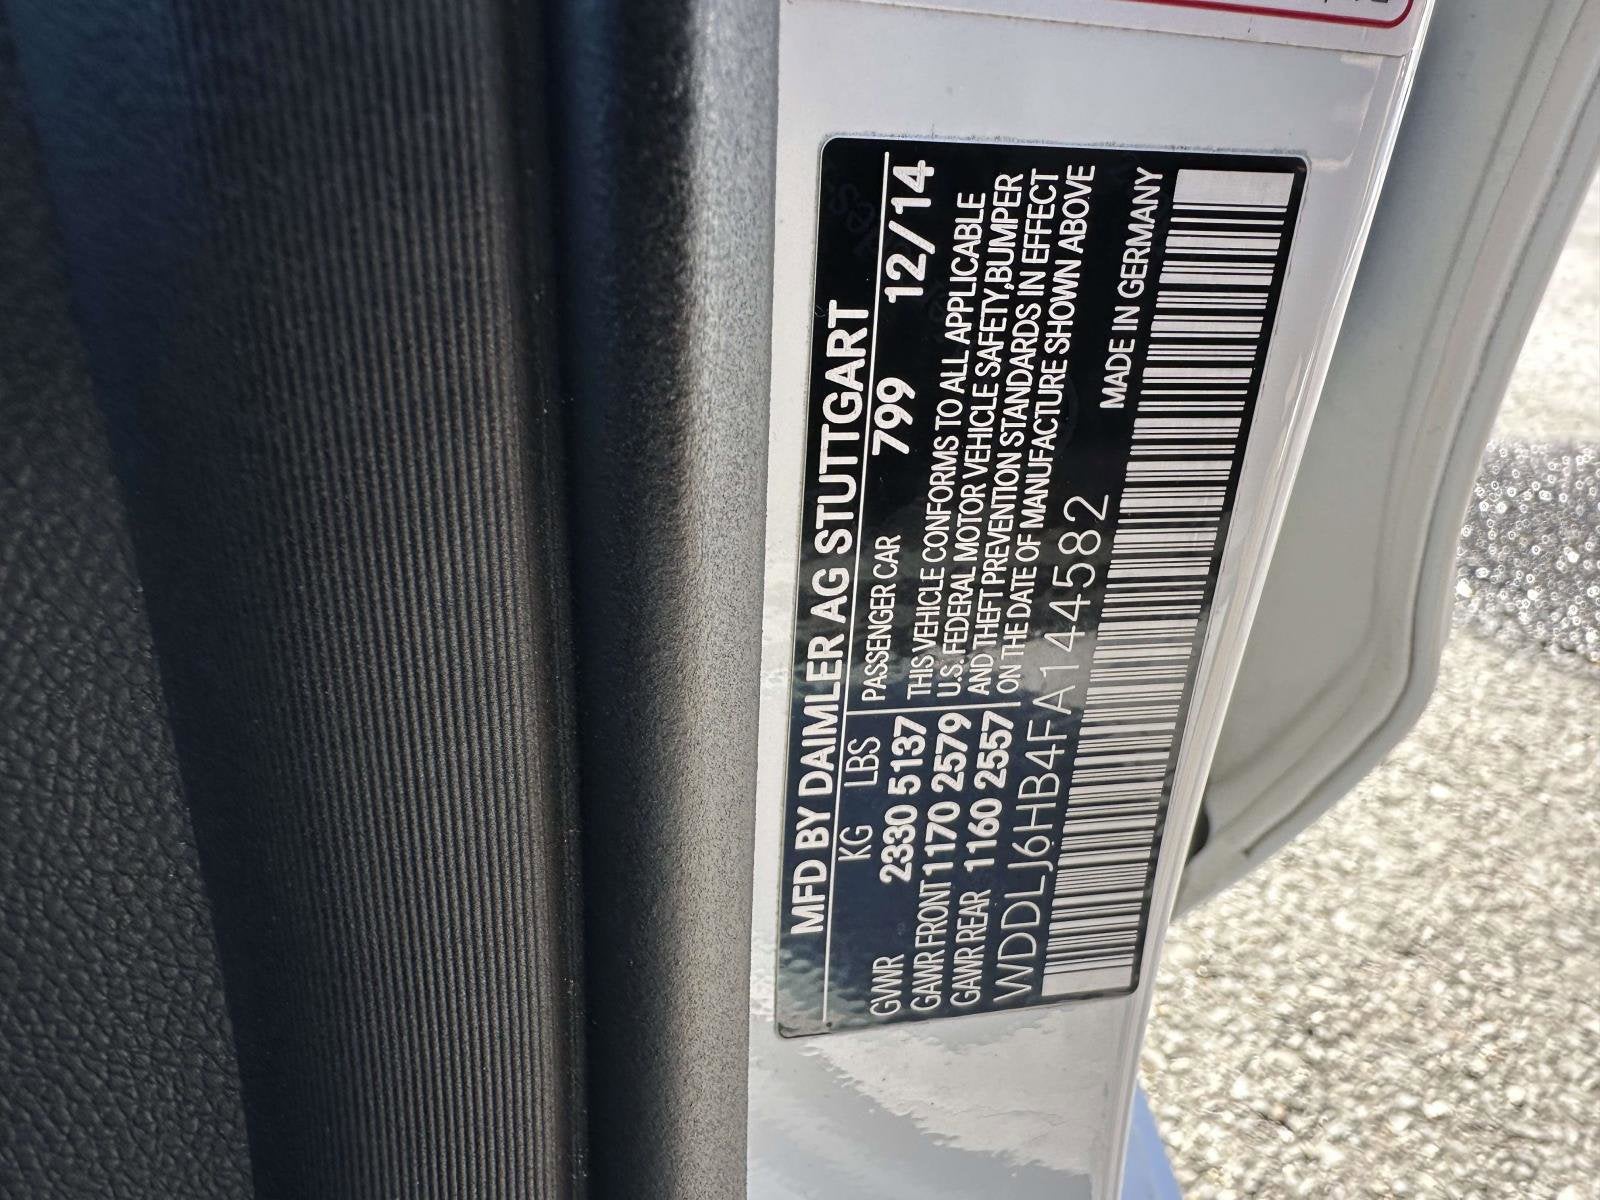 MFD BY DAIMLER AG STUTTGART
KG LBS PASSENGER CAR 799 12/14
GVWR 2330 5137 THIS VEHICLE CONFORMS TO ALL APPLICABLE
GAWR FRONT 1170 2579 U.S. FEDERAL MOTOR VEHICLE SAFETY,BUMPER
GAWR REAR 1160 2557 AND THEFT PREVENTION STANDARDS IN EFFECT
ON THE DATE OF MANUFACTURE SHOWN ABOVE
WDDLJ6HB4FA144582 MADE IN GERMANY